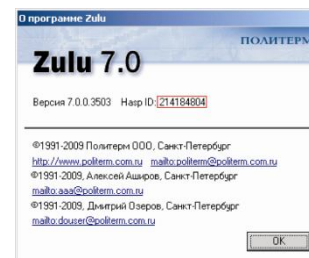 О программе Zulu
ПОЛИТЕРМ
Zulu 7.0
Версия 7.0.0.3503 Hasp ID: 214184804
©1991-2009 Политерм ООО, Санкт-Петербург
http://www.politerm.com.ru mailto:politerm@politerm.com.ru
©1991-2009, Алексей Аширов, Санкт-Петербург
mailto:aaa@politerm.com.ru
©1991-2009, Дмитрий Озеров, Санкт-Петербург
mailto:douser@politerm.com.ru
OK